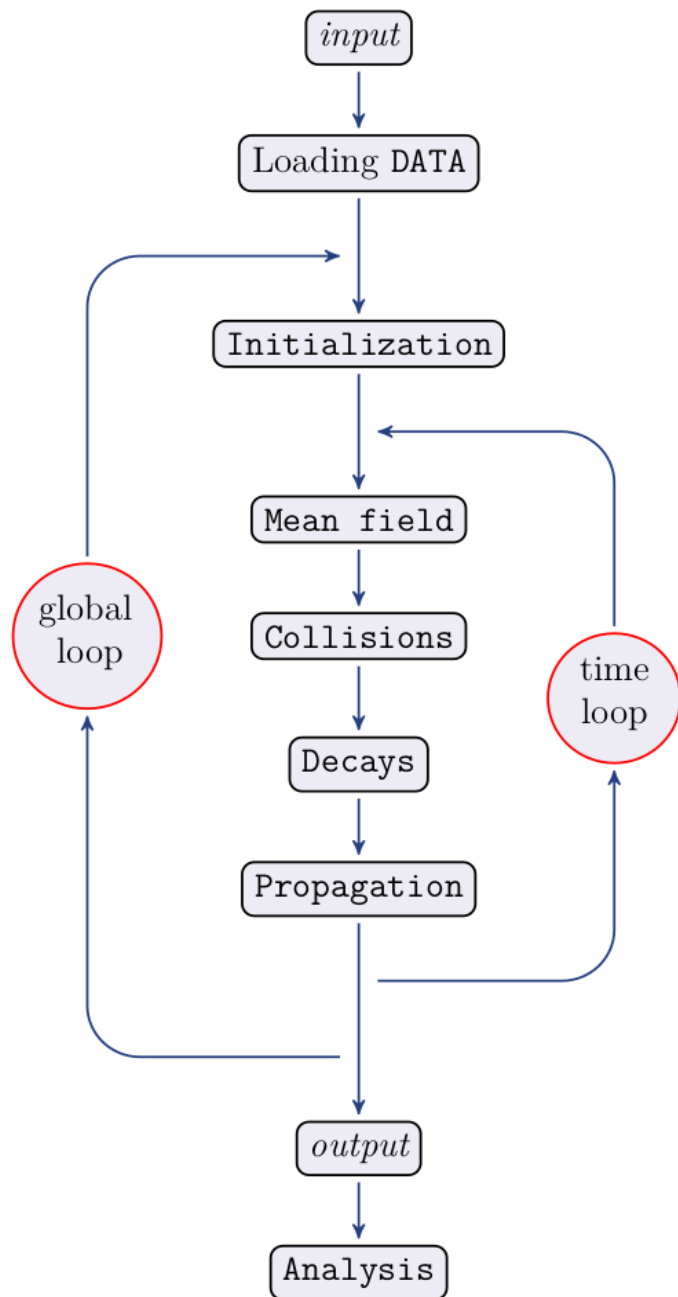 input
Loading DATA
Initialization
Mean field
global
loop
Collisions
time
loop
Decays
Propagation
output
Analysis